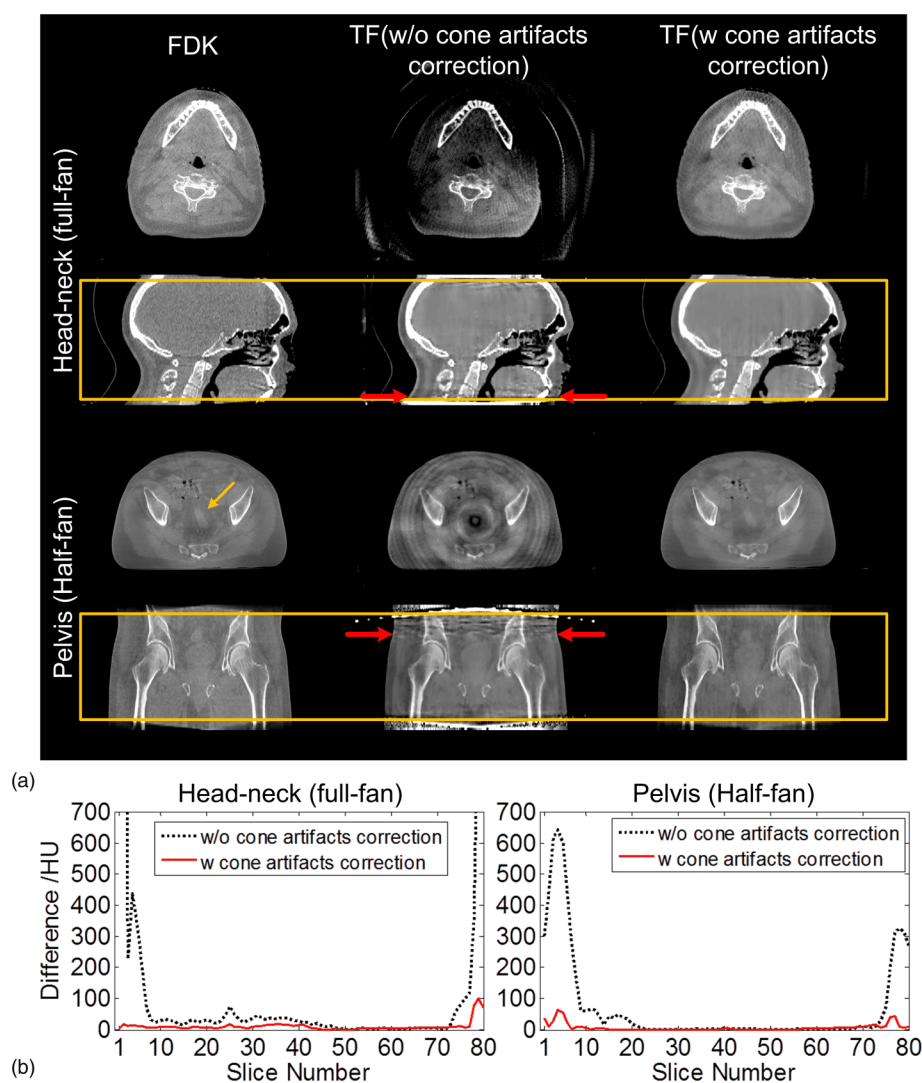 FDK
TF(w/o cone artifacts
correction)
TF(w cone artifacts
correction)
Head-neck (full-fan)
Pelvis (Half-fan)
(a)
Head-neck (full-fan)
700
600
500
400
300
200
100
0
Difference /HU
w/o cone artifacts correction
w cone artifacts correction
1 10 20 30 40 50 60 70 80
Slice Number
Pelvis (Half-fan)
700
600
500
400
300
200
100
0
w/o cone artifacts correction
w cone artifacts correction
1 10 20 30 40 50 60 70 80
Slice Number
(b)